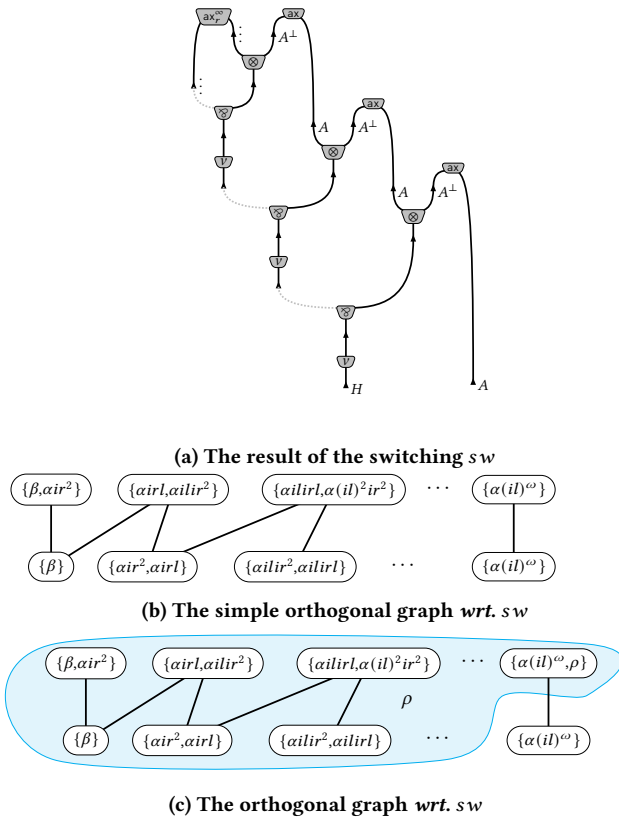 ax∞r ⋮ ax
⊗ A⊥
⋮
⅋ ax
A A⊥
ν ⊗
ax
⅋ A A⊥
⊗
ν
⅋
ν
H A
(a) The result of the switching sw
{β,αir²} {αirl,αilir²} {αilirl,α(il)²ir²} ··· {α(il)^ω}
{β} {αir²,αirl} {αilir²,αilirl} ··· {α(il)^ω}
(b) The simple orthogonal graph wrt. sw
{β,αir²} {αirl,αilir²} {αilirl,α(il)²ir²} ··· {α(il)^ω,ρ}
ρ
{β} {αir²,αirl} {αilir²,αilirl} ··· {α(il)^ω}
(c) The orthogonal graph wrt. sw